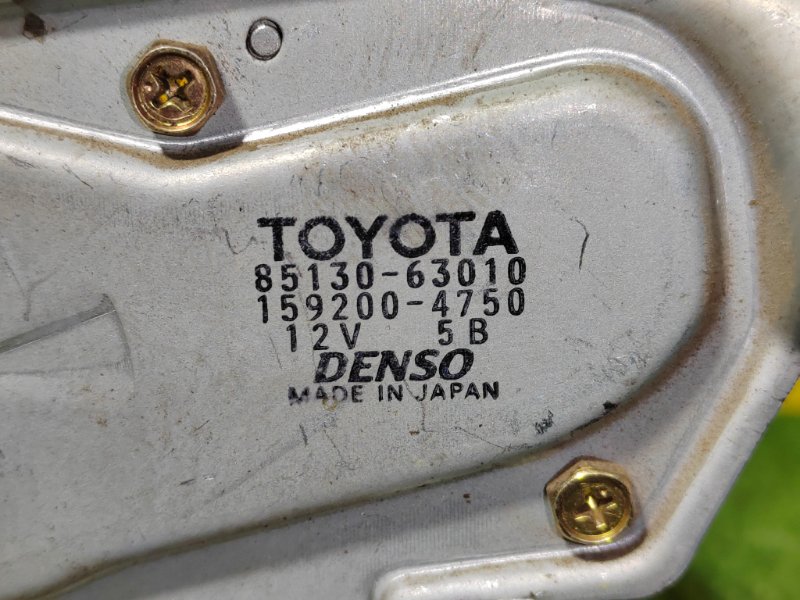 TOYOTA
85130-63010
159200-4750
12V 5B
DENSO
MADE IN JAPAN